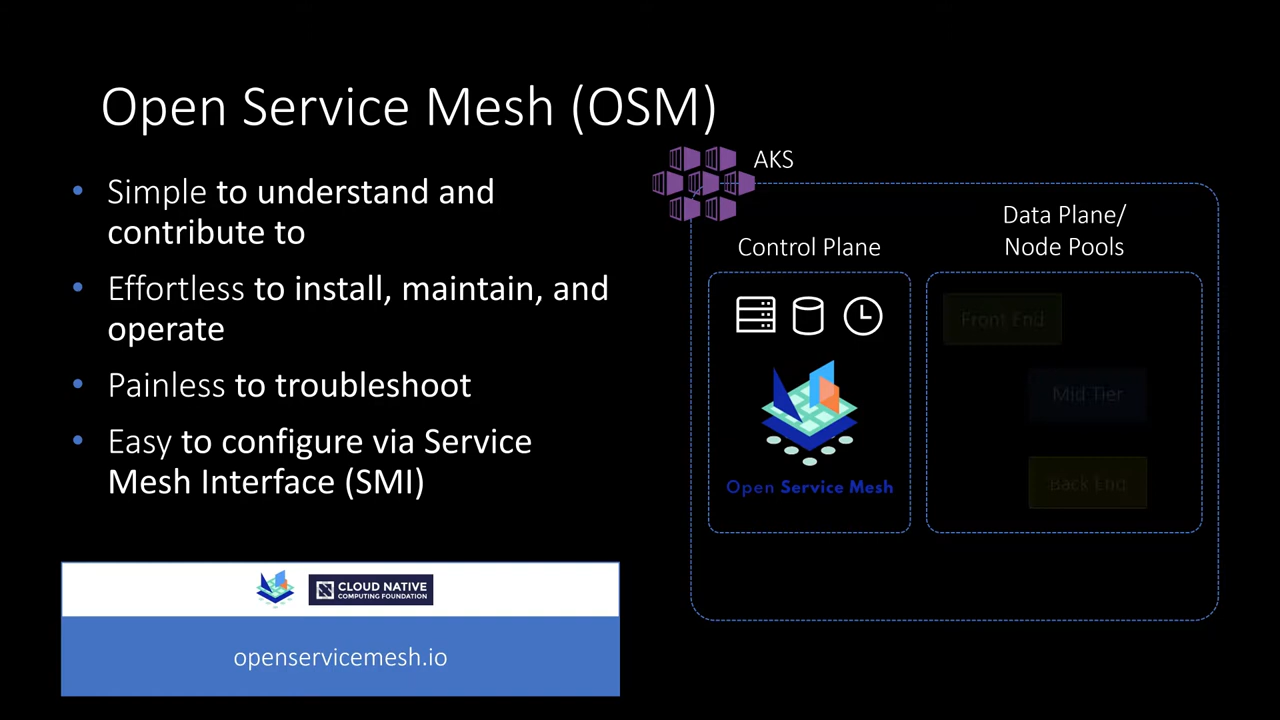 Open Service Mesh (OSM)
• Simple to understand and
contribute to
• Effortless to install, maintain, and
operate
• Painless to troubleshoot
• Easy to configure via Service
Mesh Interface (SMI)
CLOUD NATIVE
COMPUTING FOUNDATION
openservicemesh.io
AKS
Control Plane
Open Service Mesh
Data Plane/
Node Pools
Front End
Mid Tier
Back End